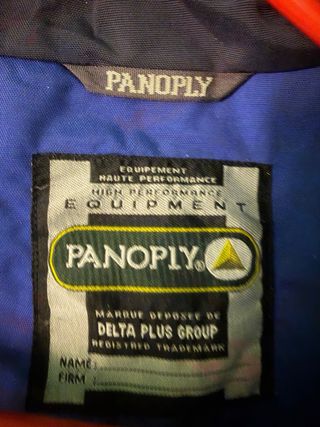 PANOPLY
EQUIPEMENT
HAUTE PERFORMANCE
HIGH PERFORMANCE
EQUIPMENT
PANOPLY®
MARQUE DEPOSEE DE
DELTA PLUS GROUP
REGISTRED TRADEMARK
NAME:
FIRM: